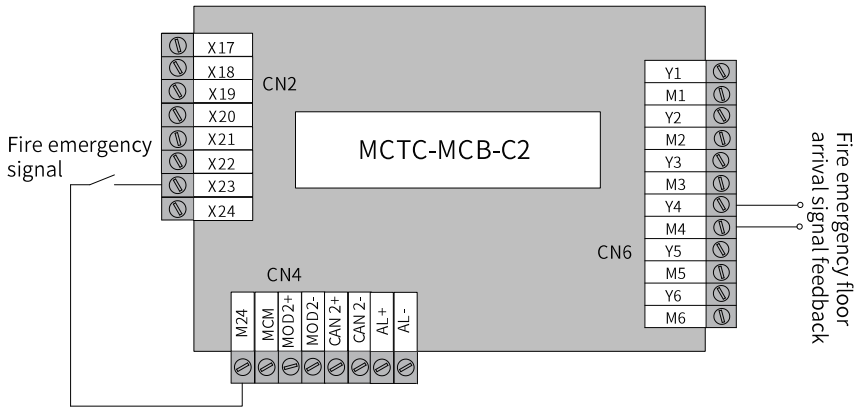 X17
X18
X19
X20
X21
X22
X23
X24
CN2
Fire emergency
signal
MCTC-MCB-C2
Y1
M1
Y2
M2
Y3
M3
Y4
M4
Y5
M5
Y6
M6
CN6
Fire emergency floor
arrival signal feedback
CN4
M24
MCM
MOD2+
MOD2-
CAN 2+
CAN 2-
AL+
AL-